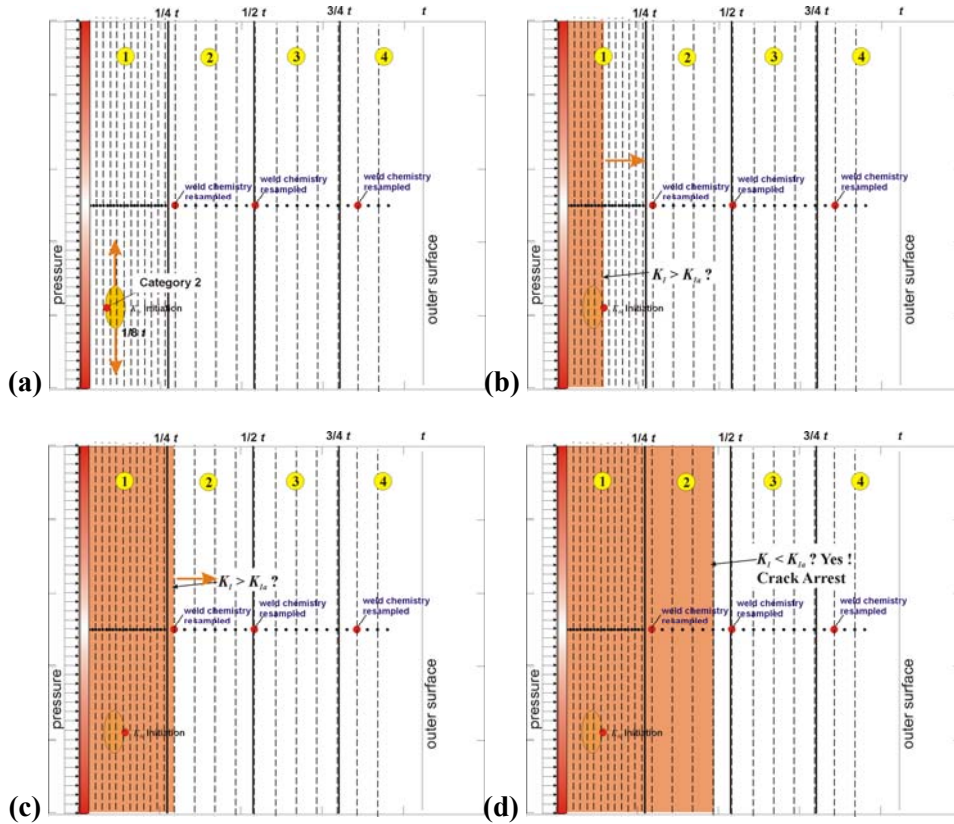 1/4 t 1/2 t 3/4 t t
1 2 3 4
weld chemistry
resampled
weld chemistry
resampled
weld chemistry
resampled
pressure
Category 2
Initiation
1/8 t
outer surface
(a)
1/4 t 1/2 t 3/4 t t
1 2 3 4
weld chemistry
resampled
weld chemistry
resampled
weld chemistry
resampled
pressure
K_I > K_Ia ?
Initiation
outer surface
(b)
1/4 t 1/2 t 3/4 t t
1 2 3 4
K_I > K_Ia ?
weld chemistry
resampled
weld chemistry
resampled
weld chemistry
resampled
pressure
Initiation
outer surface
(c)
1/4 t 1/2 t 3/4 t t
1 2 3 4
K_I < K_Ia ? Yes !
Crack Arrest
weld chemistry
resampled
weld chemistry
resampled
weld chemistry
resampled
pressure
Initiation
outer surface
(d)